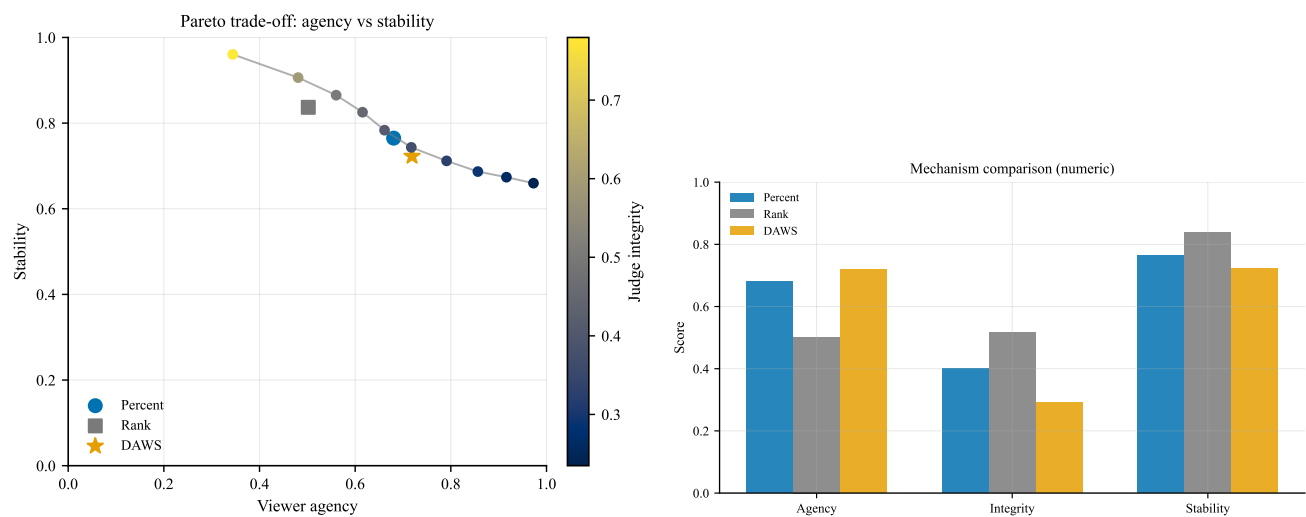 Pareto trade-off: agency vs stability
1.0
0.8
0.6
0.4
0.2
0.0
Stability
0.0
0.2
0.4
0.6
0.8
1.0
Viewer agency
Percent
Rank
DAWS
0.7
0.6
0.5
0.4
0.3
Judge integrity
Mechanism comparison (numeric)
1.0
0.8
0.6
0.4
0.2
0.0
Score
Percent
Rank
DAWS
Agency
Integrity
Stability